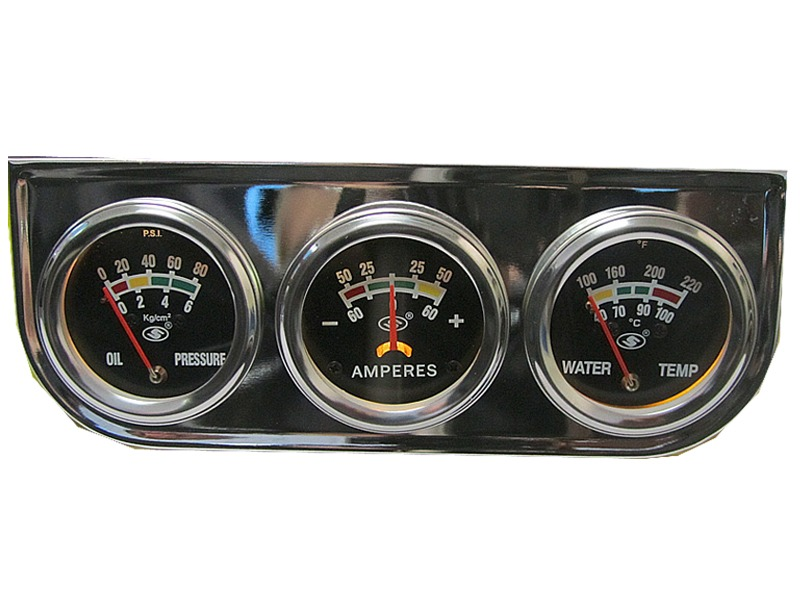 P.S.I.
0 20 40 60 80
0 2 4 6
Kg/cm²
®
OIL PRESSURE
50 25 25 50
60 60
- ® +
AMPERES
°F
100 160 200 220
70 90 100
°C
®
WATER TEMP